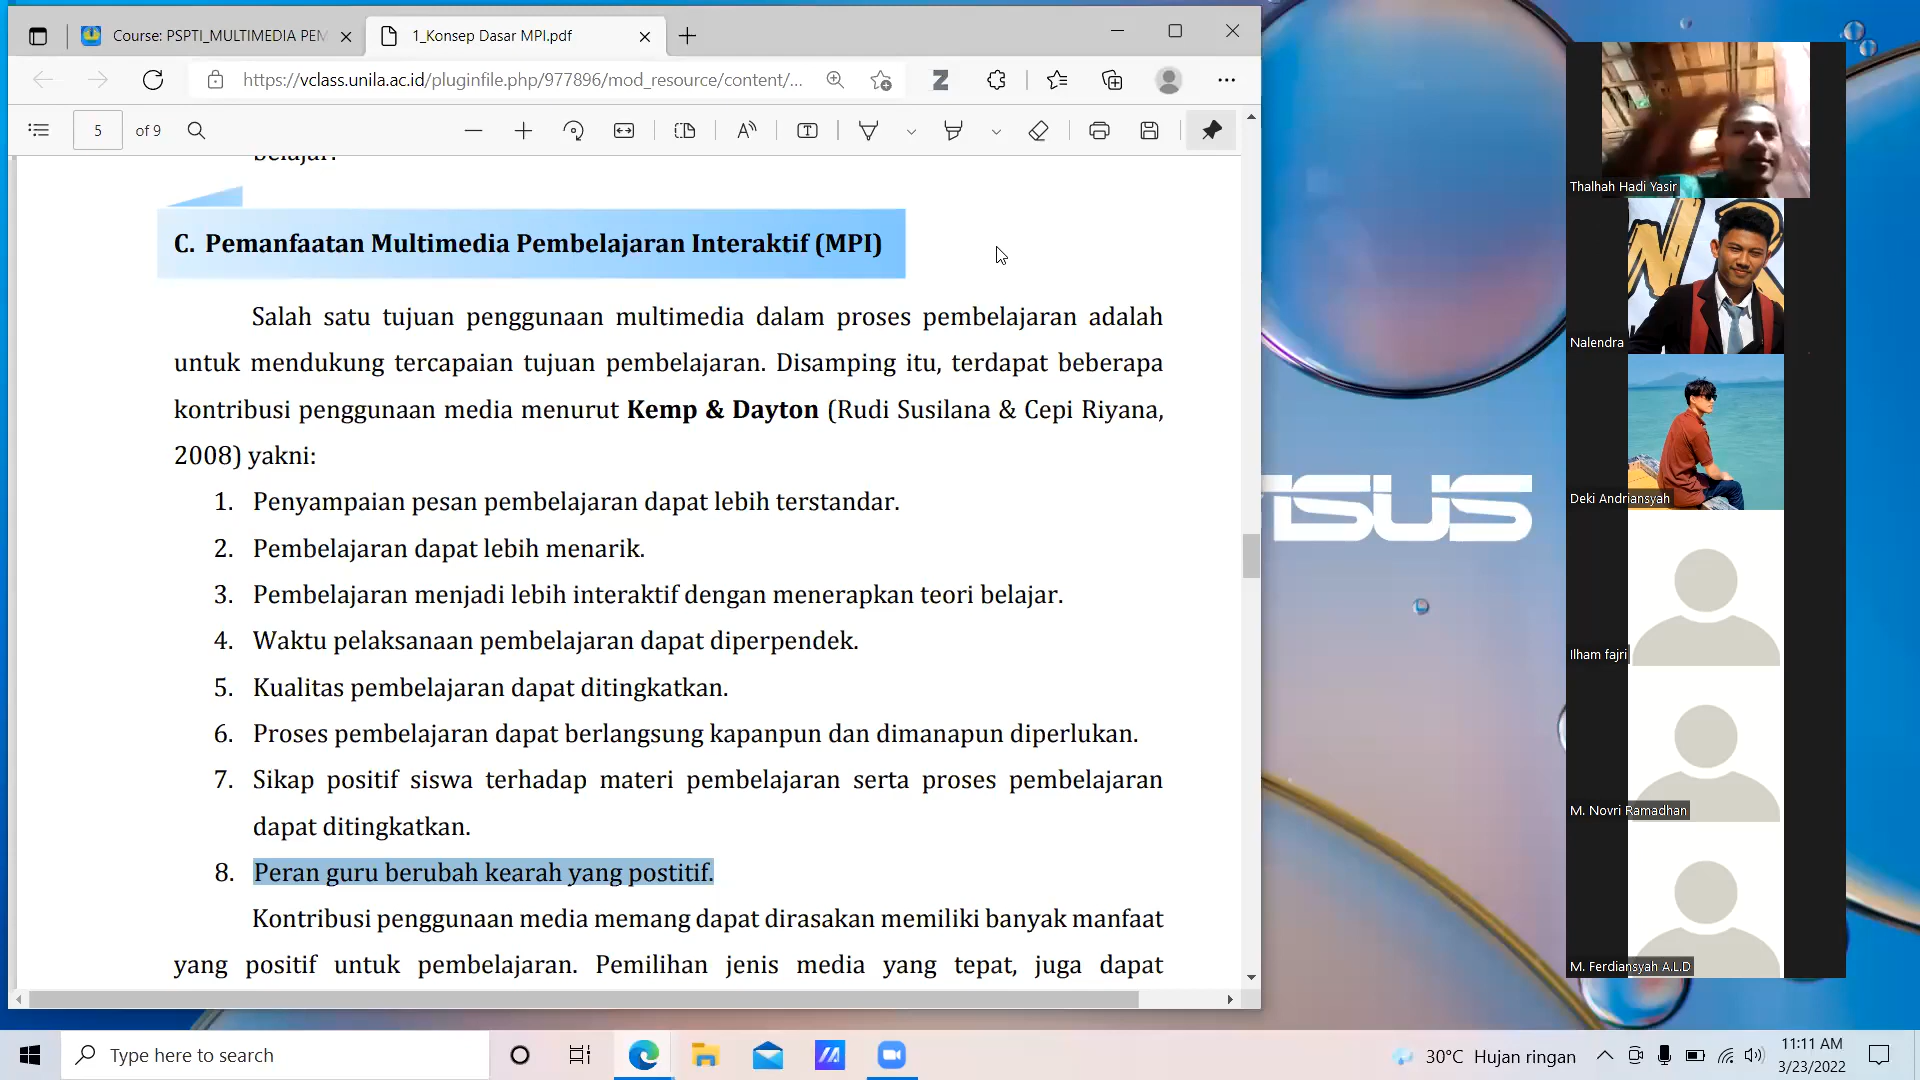 Course: PSPTI_MULTIMEDIA PEM
1_Konsep Dasar MPI.pdf
https://vclass.unila.ac.id/pluginfile.php/977896/mod_resource/content/...
5 of 9
belajar.
C. Pemanfaatan Multimedia Pembelajaran Interaktif (MPI)
Salah satu tujuan penggunaan multimedia dalam proses pembelajaran adalah
untuk mendukung tercapaian tujuan pembelajaran. Disamping itu, terdapat beberapa
kontribusi penggunaan media menurut Kemp & Dayton (Rudi Susilana & Cepi Riyana,
2008) yakni:
1. Penyampaian pesan pembelajaran dapat lebih terstandar.
2. Pembelajaran dapat lebih menarik.
3. Pembelajaran menjadi lebih interaktif dengan menerapkan teori belajar.
4. Waktu pelaksanaan pembelajaran dapat diperpendek.
5. Kualitas pembelajaran dapat ditingkatkan.
6. Proses pembelajaran dapat berlangsung kapanpun dan dimanapun diperlukan.
7. Sikap positif siswa terhadap materi pembelajaran serta proses pembelajaran
dapat ditingkatkan.
8. Peran guru berubah kearah yang postitif.
Kontribusi penggunaan media memang dapat dirasakan memiliki banyak manfaat
yang positif untuk pembelajaran. Pemilihan jenis media yang tepat, juga dapat
ASUS
Thalhah Hadi Yasir
Nalendra
Deki Andriansyah
Ilham fajri
M. Novri Ramadhan
M. Ferdiansyah A.L.D
Type here to search
30°C Hujan ringan
11:11 AM
3/23/2022